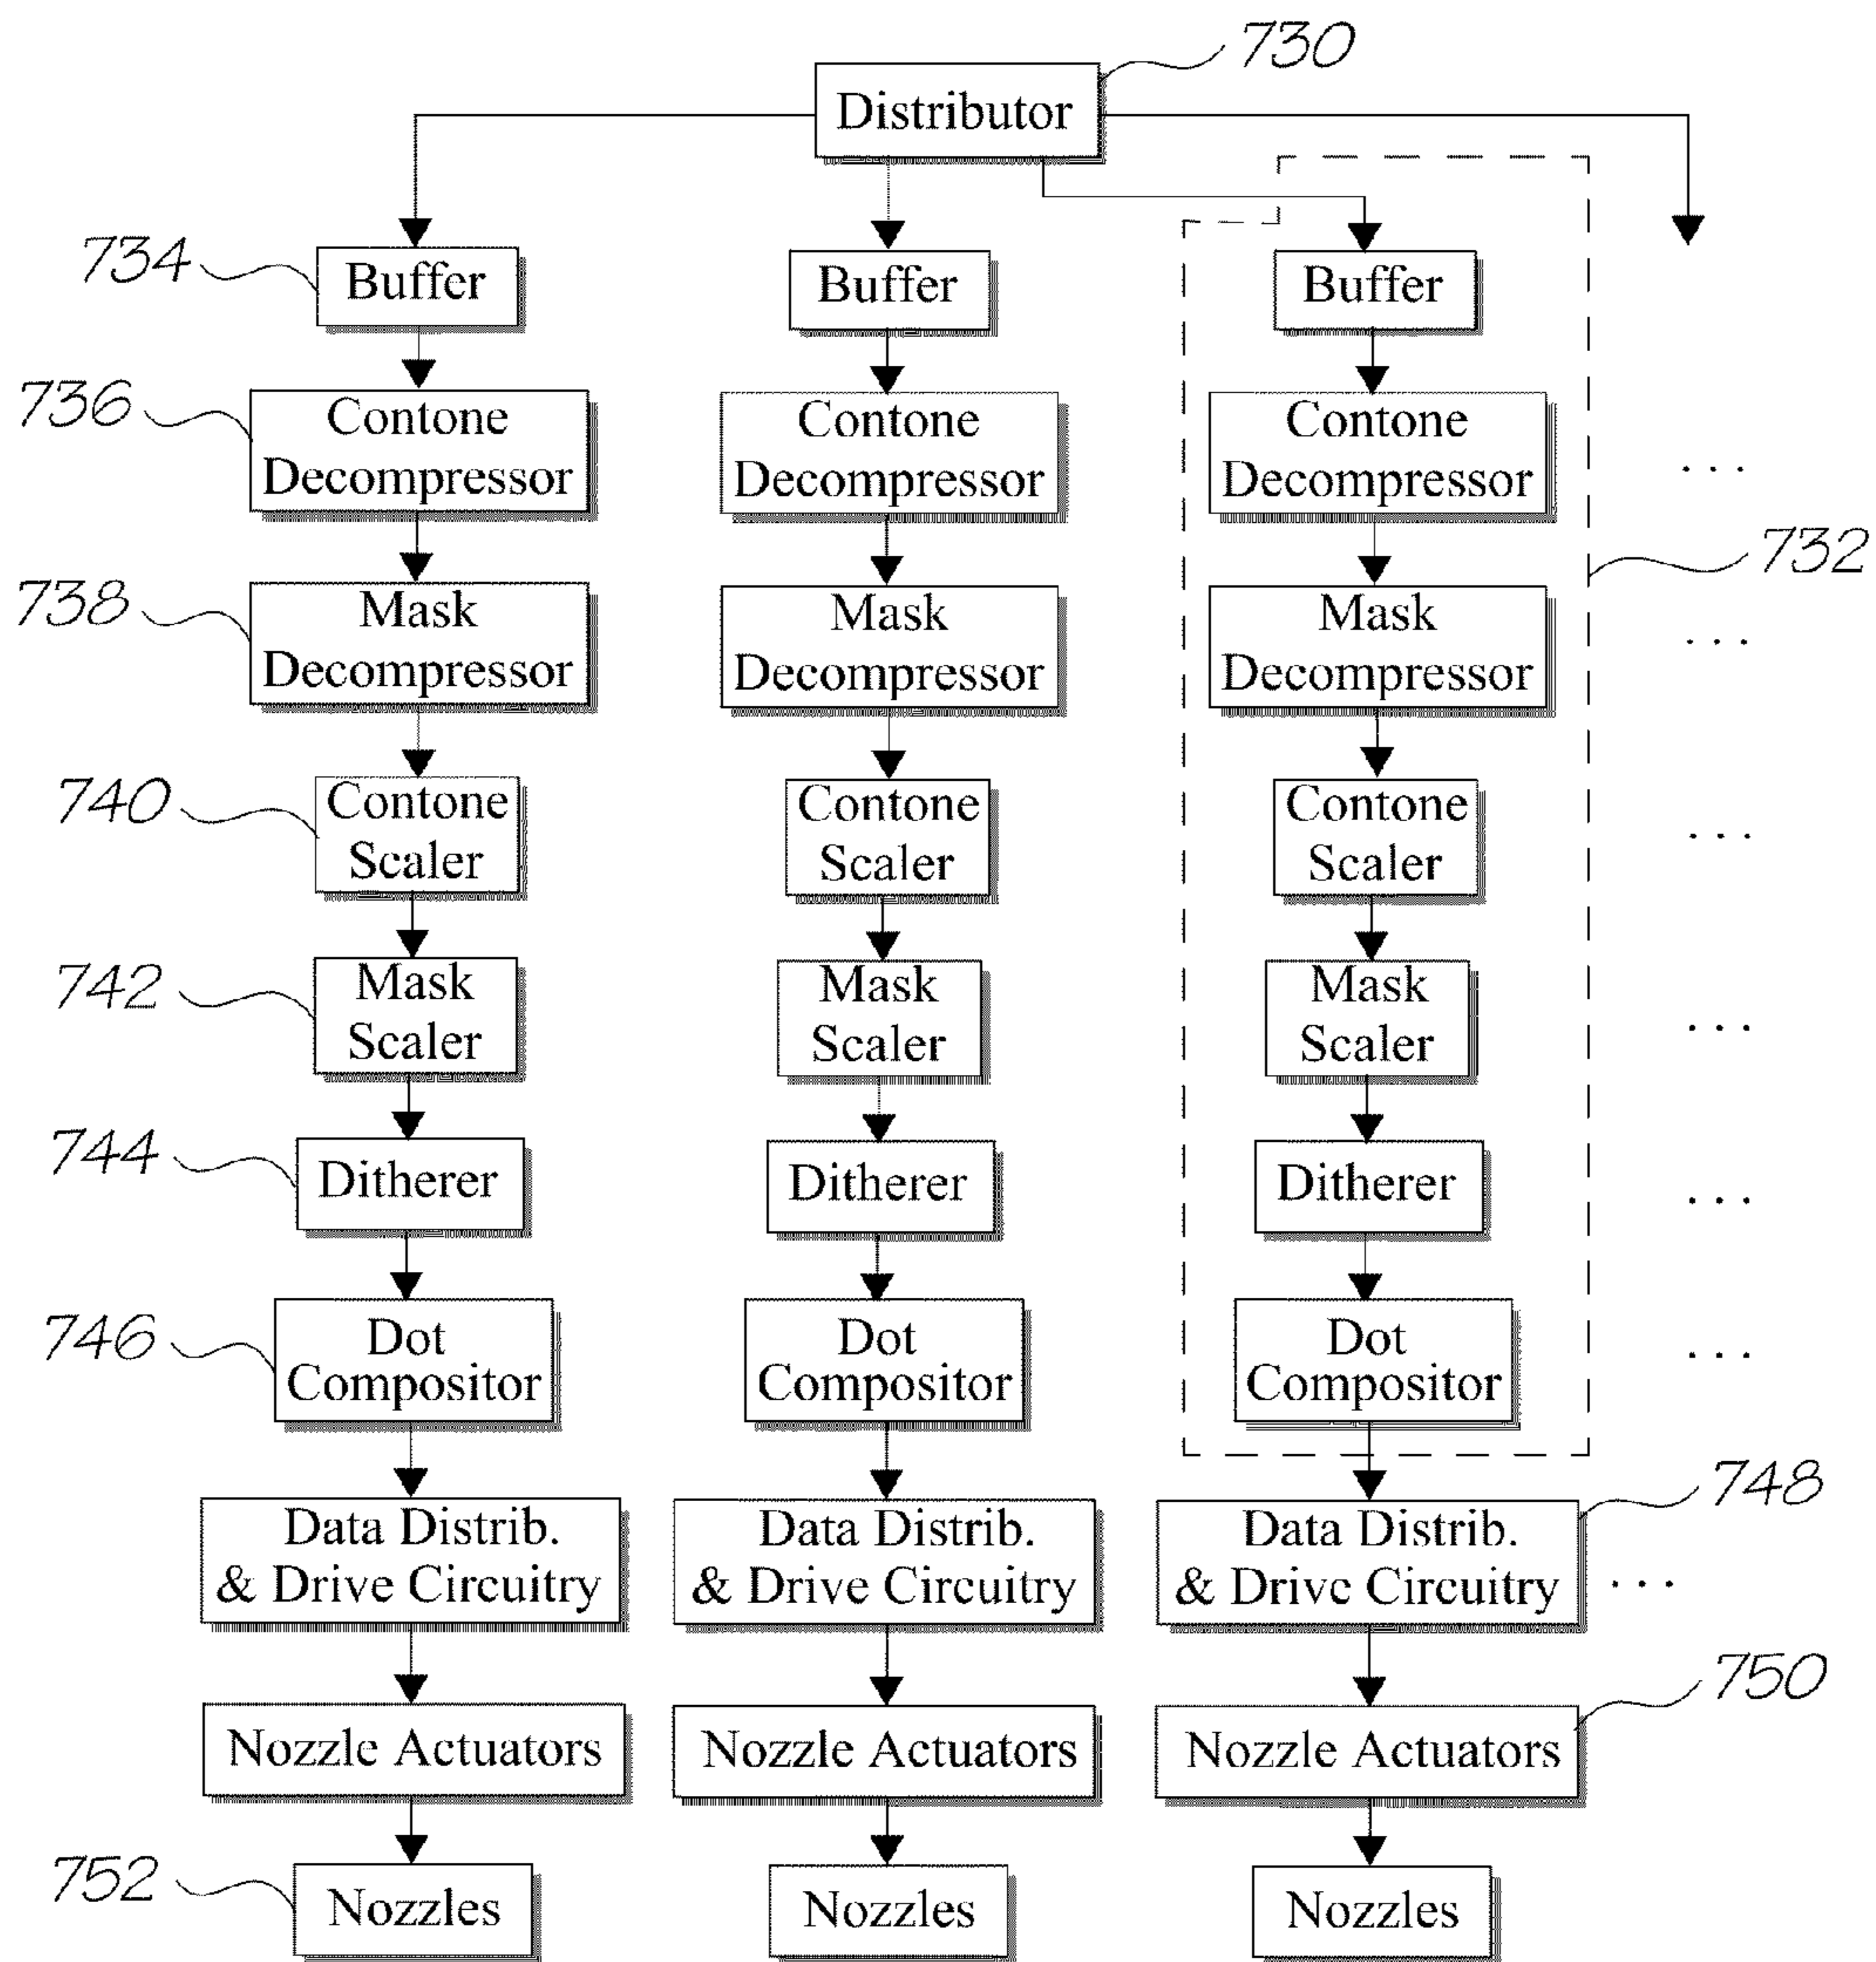 730
Distributor
734
Buffer
Buffer
Buffer
736
Contone
Decompressor
Contone
Decompressor
Contone
Decompressor
. . .
732
738
Mask
Decompressor
Mask
Decompressor
Mask
Decompressor
. . .
740
Contone
Scaler
Contone
Scaler
Contone
Scaler
. . .
742
Mask
Scaler
Mask
Scaler
Mask
Scaler
. . .
744
Ditherer
Ditherer
Ditherer
. . .
746
Dot
Compositor
Dot
Compositor
Dot
Compositor
. . .
748
Data Distrib.
& Drive Circuitry
Data Distrib.
& Drive Circuitry
Data Distrib.
& Drive Circuitry
. . .
750
Nozzle Actuators
Nozzle Actuators
Nozzle Actuators
752
Nozzles
Nozzles
Nozzles